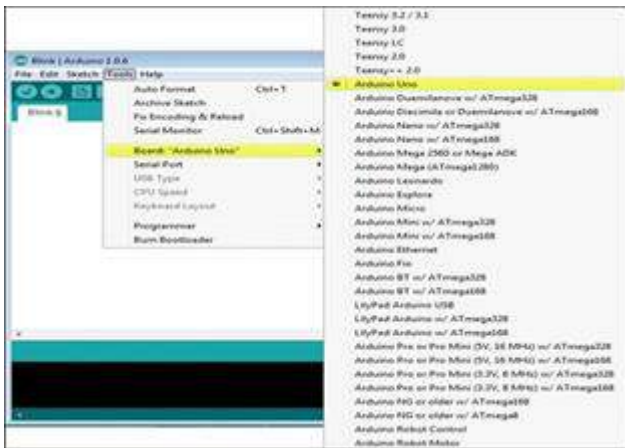 Blink | Arduino 1.0.6
File Edit Sketch Tools Help
Blink §
Auto Format Ctrl+T
Archive Sketch
Fix Encoding & Reload
Serial Monitor Ctrl+Shift+M
Board: "Arduino Uno"
Serial Port
USB Type
CPU Speed
Keyboard Layout
Programmer
Burn Bootloader
Teensy 3.2 / 3.1
Teensy 3.0
Teensy LC
Teensy 2.0
Teensy++ 2.0
Arduino Uno
Arduino Duemilanove w/ ATmega328
Arduino Diecimila or Duemilanove w/ ATmega168
Arduino Nano w/ ATmega328
Arduino Nano w/ ATmega168
Arduino Mega 2560 or Mega ADK
Arduino Mega (ATmega1280)
Arduino Leonardo
Arduino Esplora
Arduino Micro
Arduino Mini w/ ATmega328
Arduino Mini w/ ATmega168
Arduino Ethernet
Arduino Fio
Arduino BT w/ ATmega328
Arduino BT w/ ATmega168
LilyPad Arduino USB
LilyPad Arduino w/ ATmega328
LilyPad Arduino w/ ATmega168
Arduino Pro or Pro Mini (5V, 16 MHz) w/ ATmega328
Arduino Pro or Pro Mini (5V, 16 MHz) w/ ATmega168
Arduino Pro or Pro Mini (3.3V, 8 MHz) w/ ATmega328
Arduino Pro or Pro Mini (3.3V, 8 MHz) w/ ATmega168
Arduino NG or older w/ ATmega168
Arduino NG or older w/ ATmega8
Arduino Robot Control
Arduino Robot Motor